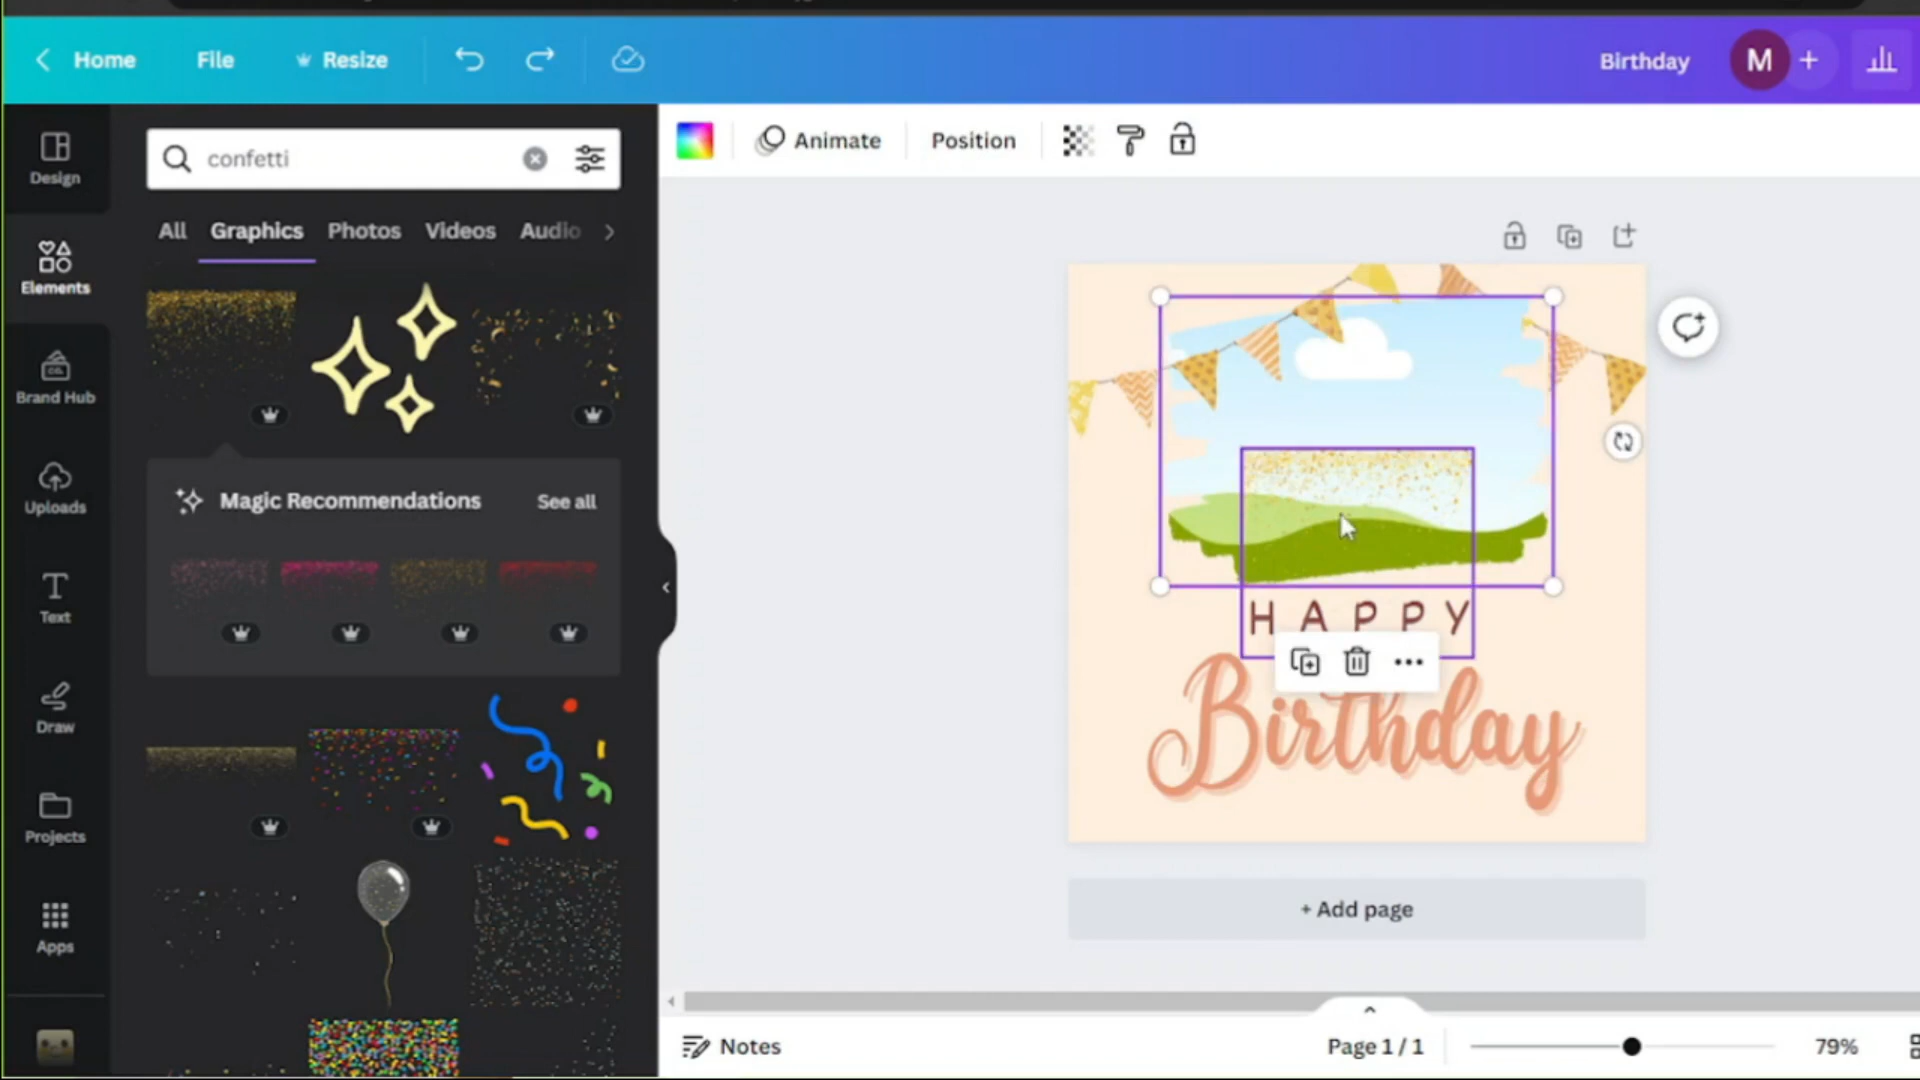 Home
File
Resize
Birthday
M
Design
Elements
Brand Hub
Uploads
Text
Draw
Projects
Apps
confetti
All
Graphics
Photos
Videos
Audio
Magic Recommendations
See all
Animate
Position
HAPPY
Birthday
+ Add page
Notes
Page 1 / 1
79%